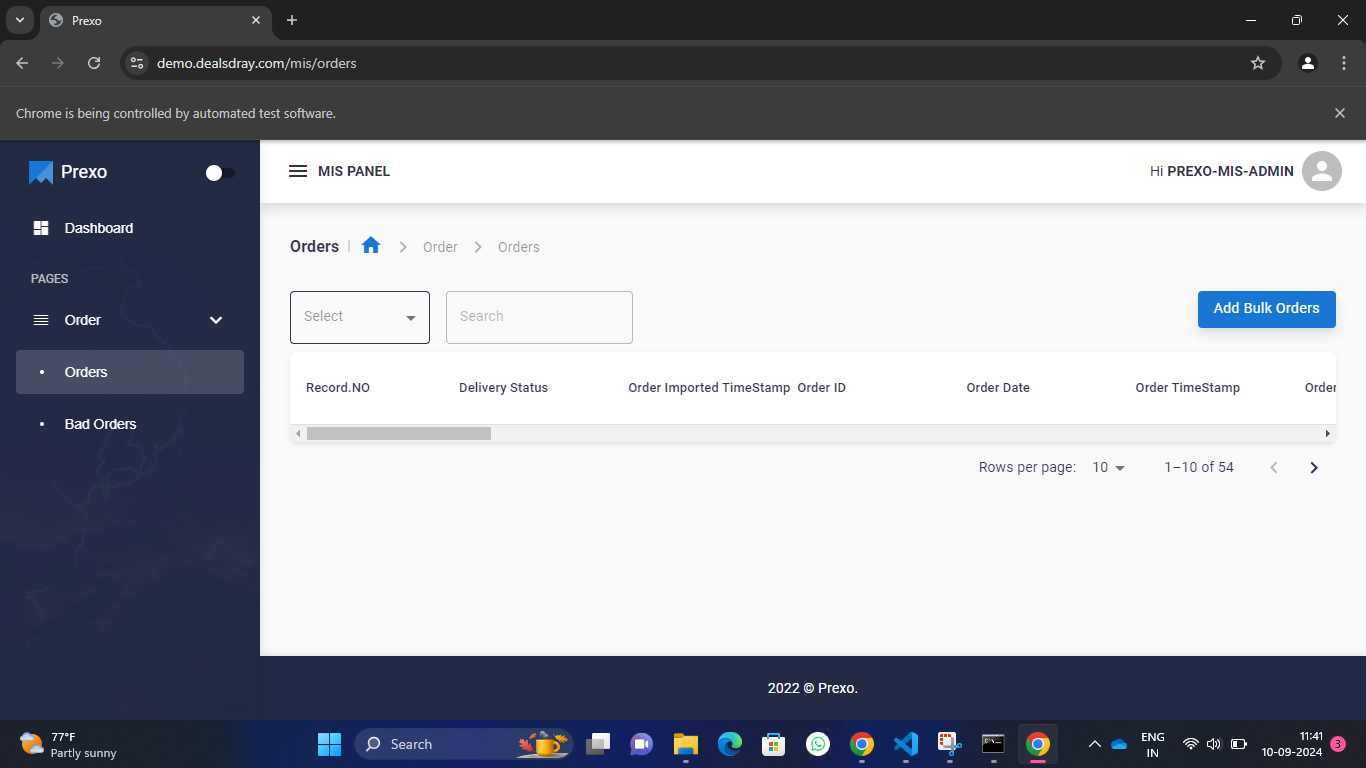 Prexo
demo.dealsdray.com/mis/orders
Chrome is being controlled by automated test software.
Prexo
MIS PANEL
Hi PREXO-MIS-ADMIN
Dashboard
PAGES
Order
Orders
Bad Orders
Orders | Order Orders
Select
Search
Add Bulk Orders
Record.NO Delivery Status Order Imported TimeStamp Order ID Order Date Order TimeStamp Order
Rows per page: 10 1–10 of 54
2022 © Prexo.
77°F
Partly sunny
Search
ENG
IN
11:41
10-09-2024
3